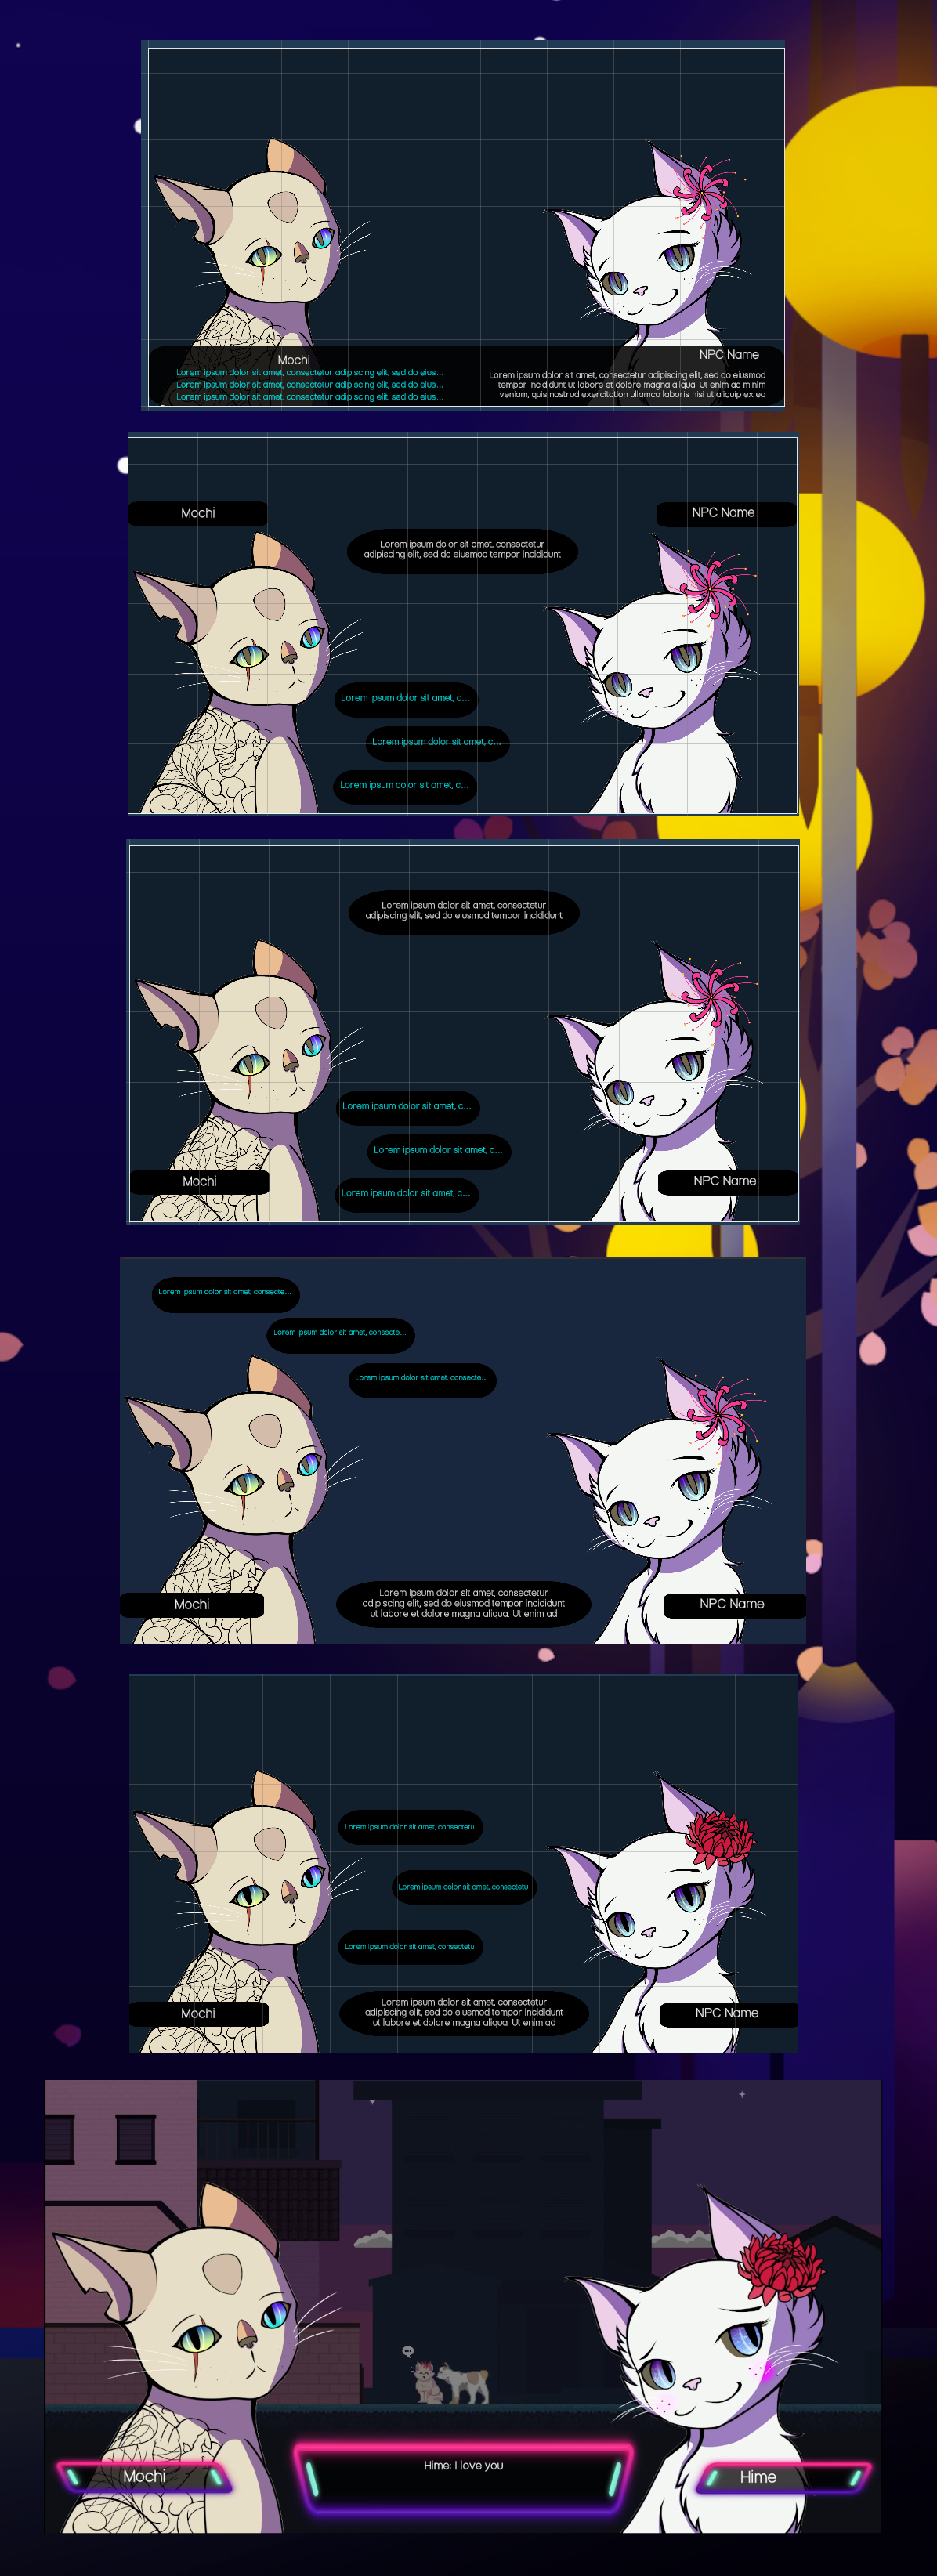 Mochi
Lorem ipsum dolor sit amet, consectetur adipiscing elit, sed do eius...
Lorem ipsum dolor sit amet, consectetur adipiscing elit, sed do eius...
Lorem ipsum dolor sit amet, consectetur adipiscing elit, sed do eius...
NPC Name
Lorem ipsum dolor sit amet, consectetur adipiscing elit, sed do eiusmod
tempor incididunt ut labore et dolore magna aliqua. Ut enim ad minim
veniam, quis nostrud exercitation ullamco laboris nisi ut aliquip ex ea
Mochi
NPC Name
Lorem ipsum dolor sit amet, consectetur
adipiscing elit, sed do eiusmod tempor incididunt
Lorem ipsum dolor sit amet, c...
Lorem ipsum dolor sit amet, c...
Lorem ipsum dolor sit amet, c...
Lorem ipsum dolor sit amet, consectetur
adipiscing elit, sed do eiusmod tempor incididunt
Lorem ipsum dolor sit amet, c...
Lorem ipsum dolor sit amet, c...
Lorem ipsum dolor sit amet, c...
Mochi
NPC Name
Lorem ipsum dolor sit amet, consecte...
Lorem ipsum dolor sit amet, consecte...
Lorem ipsum dolor sit amet, consecte...
Lorem ipsum dolor sit amet, consectetur
adipiscing elit, sed do eiusmod tempor incididunt
ut labore et dolore magna aliqua. Ut enim ad
Mochi
NPC Name
Lorem ipsum dolor sit amet, consectetu
Lorem ipsum dolor sit amet, consectetu
Lorem ipsum dolor sit amet, consectetu
Lorem ipsum dolor sit amet, consectetur
adipiscing elit, sed do eiusmod tempor incididunt
ut labore et dolore magna aliqua. Ut enim ad
Mochi
NPC Name
Hime: I love you
Mochi
Hime